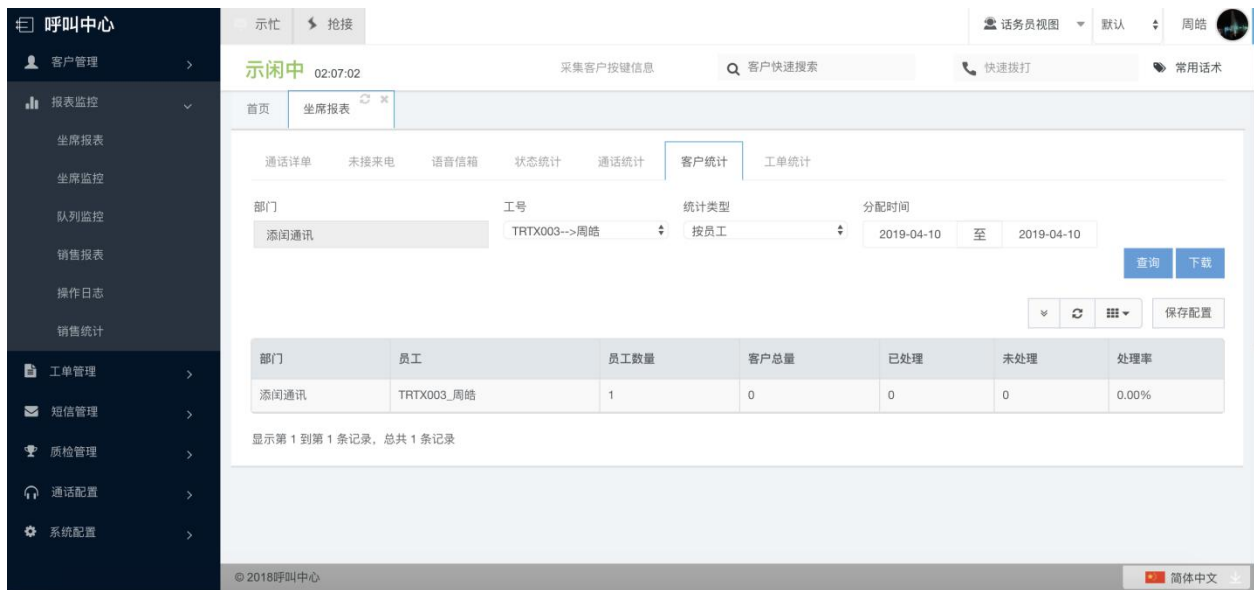 呼叫中心
示忙 抢接 话务员视图 默认 周皓
客户管理
示闲中 02:07:02 采集客户按键信息 客户快速搜索 快速拨打 常用话术
报表监控
首页 坐席报表
坐席报表
坐席监控
队列监控
销售报表
操作日志
销售统计
工单管理
短信管理
质检管理
通话配置
系统配置
通话详单 未接来电 语音信箱 状态统计 通话统计 客户统计 工单统计
部门 工号 统计类型 分配时间
添闰通讯 TRTX003-->周皓 按员工 2019-04-10 至 2019-04-10
查询 下载
保存配置
部门 员工 员工数量 客户总量 已处理 未处理 处理率
添闰通讯 TRTX003_周皓 1 0 0 0 0.00%
显示第 1 到第 1 条记录，总共 1 条记录
© 2018呼叫中心 简体中文